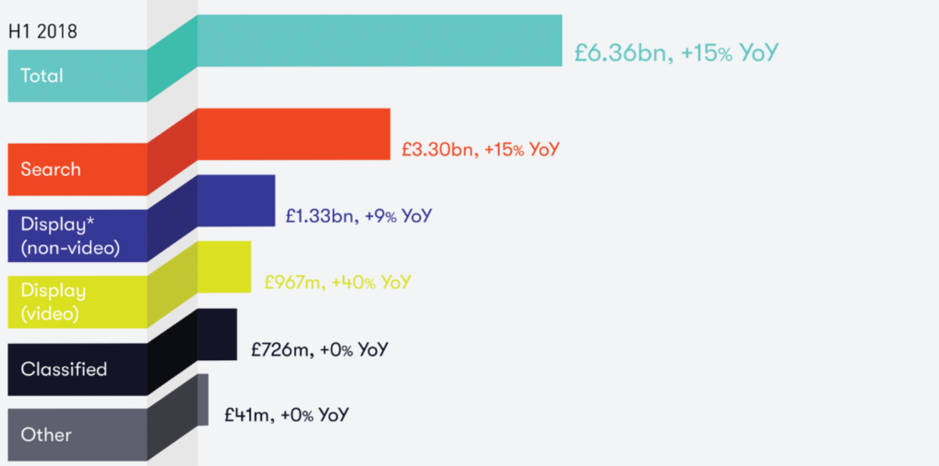 H1 2018
Total
£6.36bn, +15% YoY
Search
£3.30bn, +15% YoY
Display*
(non-video)
£1.33bn, +9% YoY
Display
(video)
£967m, +40% YoY
Classified
£726m, +0% YoY
Other
£41m, +0% YoY